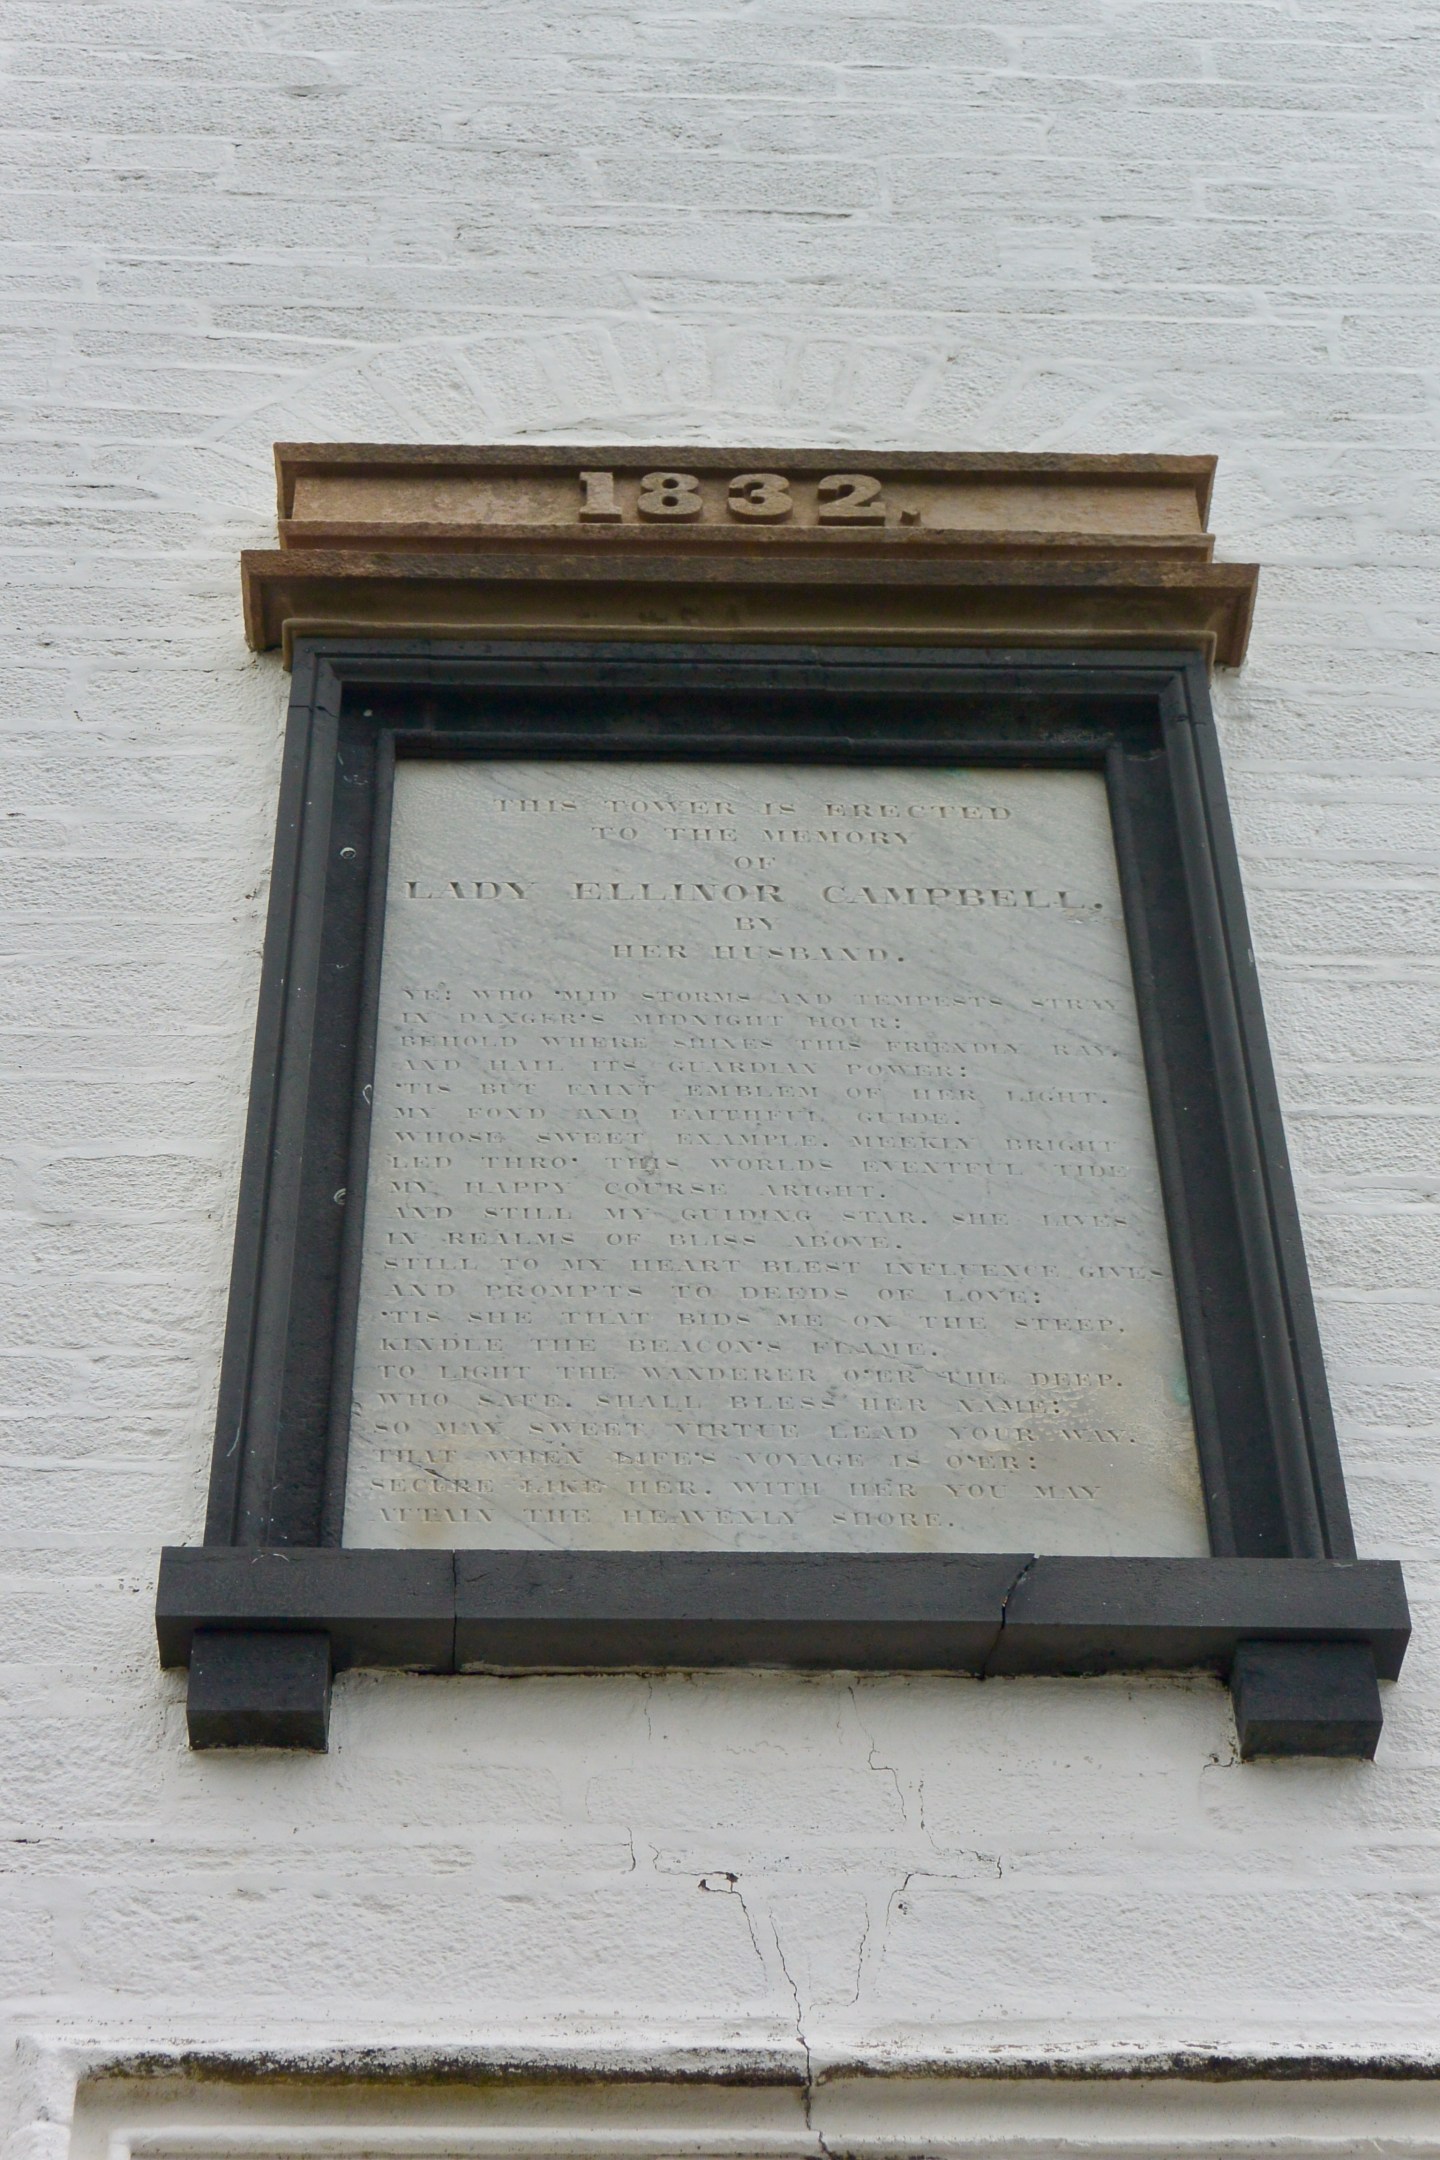 1832.
THIS TOWER IS ERECTED
TO THE MEMORY
OF
LADY ELLINOR CAMPBELL.
BY
HER HUSBAND.
YE! WHO 'MID STORMS AND TEMPESTS STRAY
IN DANGER'S MIDNIGHT HOUR:
BEHOLD WHERE SHINES THIS FRIENDLY RAY,
AND HAIL ITS GUARDIAN POWER:
'TIS BUT FAINT EMBLEM OF HER LIGHT,
MY FOND AND FAITHFUL GUIDE,
WHOSE SWEET EXAMPLE, MEEKLY BRIGHT
LED THRO' THIS WORLDS EVENTFUL TIDE
MY HAPPY COURSE ARIGHT.
AND STILL MY GUIDING STAR, SHE LIVES
IN REALMS OF BLISS ABOVE,
STILL TO MY HEART BLEST INFLUENCE GIVES
AND PROMPTS TO DEEDS OF LOVE:
'TIS SHE THAT BIDS ME ON THE STEEP,
KINDLE THE BEACON'S FLAME,
TO LIGHT THE WANDERER O'ER THE DEEP,
WHO SAFE, SHALL BLESS HER NAME:
SO MAY SWEET VIRTUE LEAD YOUR WAY,
THAT WHEN LIFE'S VOYAGE IS O'ER:
SECURE LIKE HER, WITH HER YOU MAY
ATTAIN THE HEAVENLY SHORE.